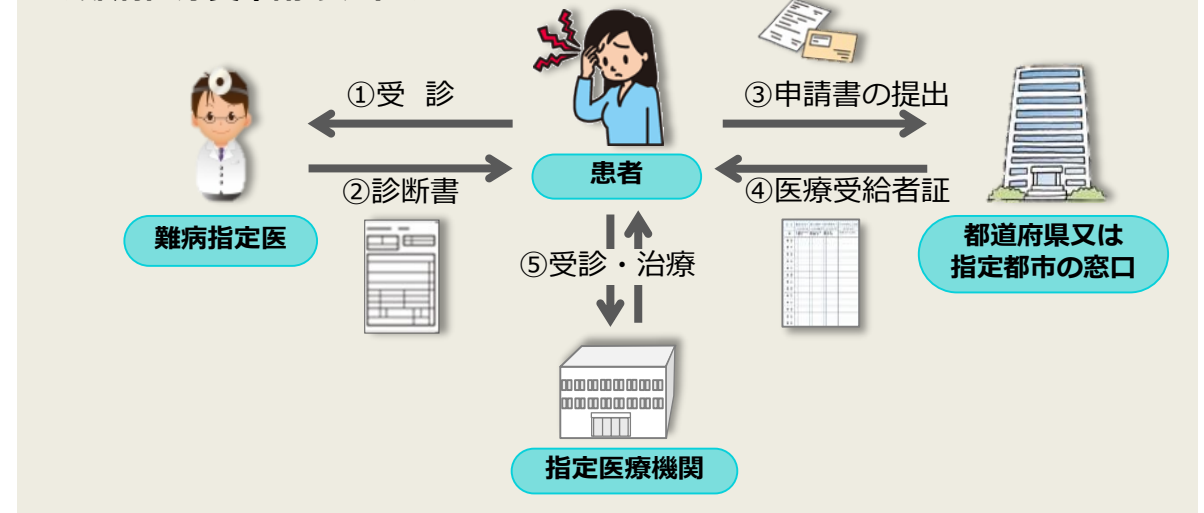 ①受 診
③申請書の提出
患者
②診断書
④医療受給者証
難病指定医
都道府県又は
指定都市の窓口
⑤受診・治療
指定医療機関